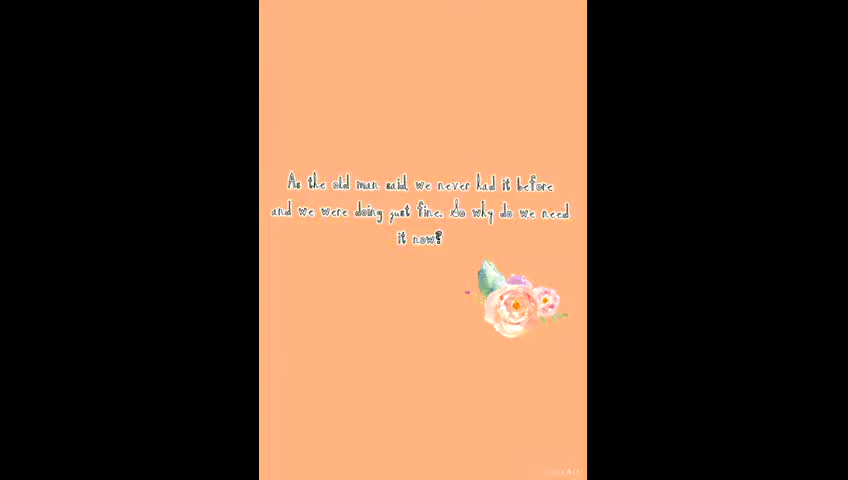 As the old man said, we never had it before
and we were doing just fine. So why do we need
it now?